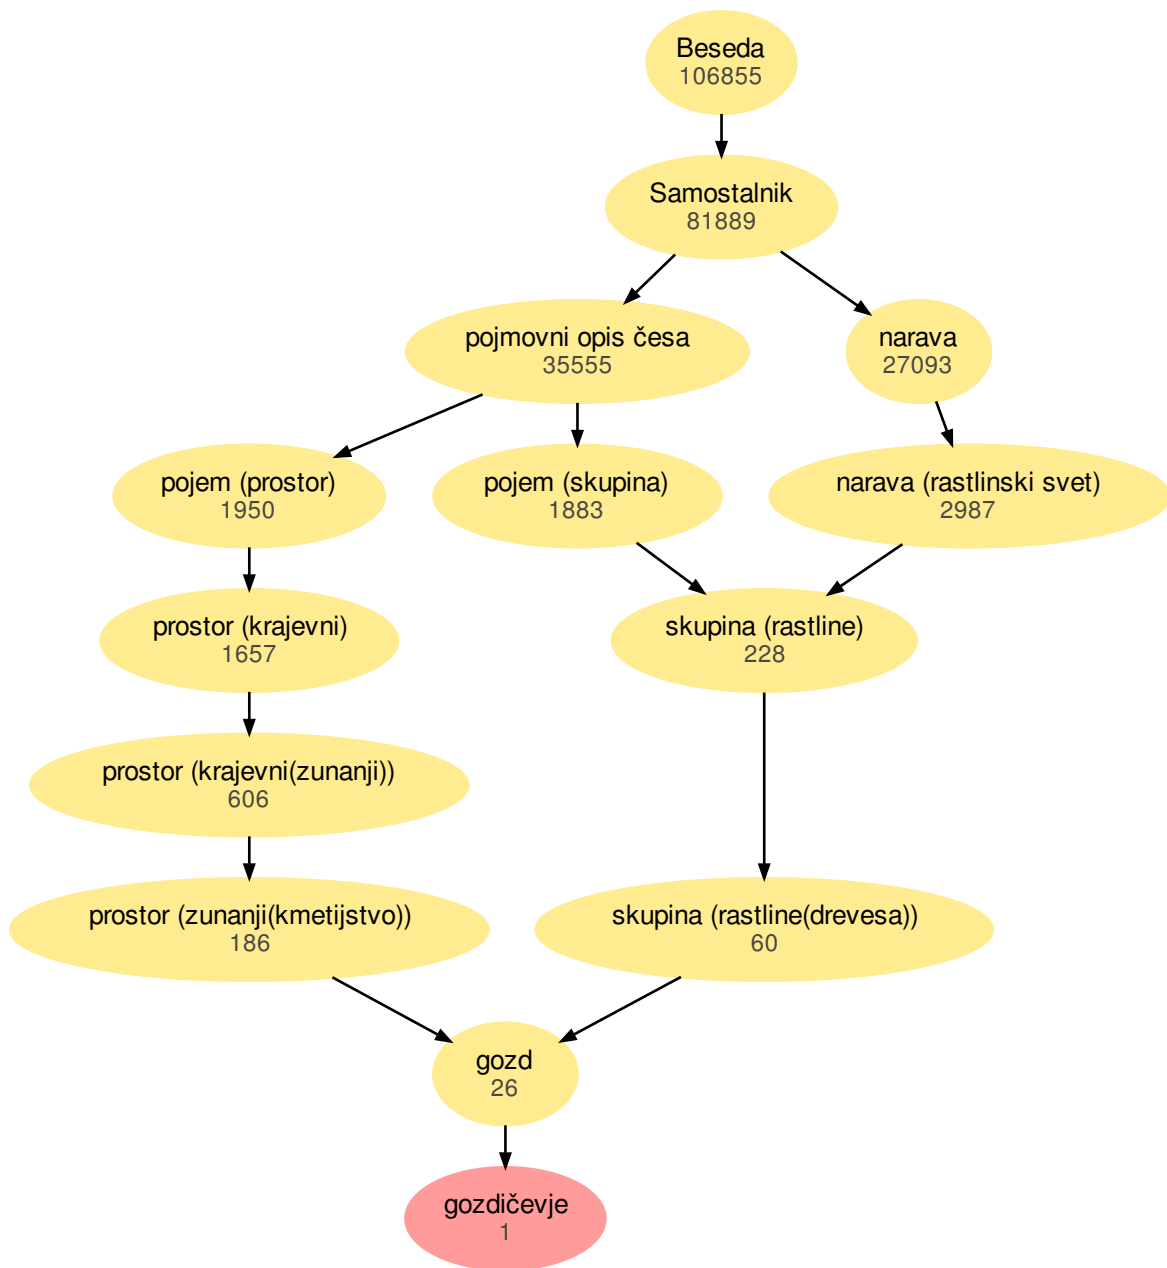 Beseda
106855
Samostalnik
81889
pojmovni opis česa
35555
narava
27093
pojem (prostor)
1950
pojem (skupina)
1883
narava (rastlinski svet)
2987
prostor (krajevni)
1657
skupina (rastline)
228
prostor (krajevni(zunanji))
606
prostor (zunanji(kmetijstvo))
186
skupina (rastline(drevesa))
60
gozd
26
gozdičevje
1